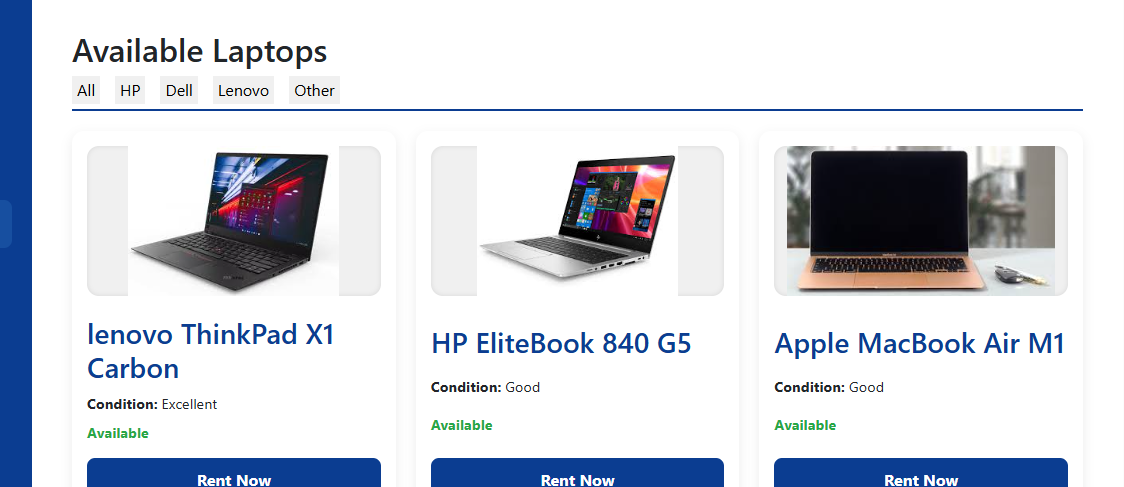 Available Laptops
All HP Dell Lenovo Other
lenovo ThinkPad X1
Carbon
Condition: Excellent
Available
Rent Now
HP EliteBook 840 G5
Condition: Good
Available
Rent Now
Apple MacBook Air M1
Condition: Good
Available
Rent Now